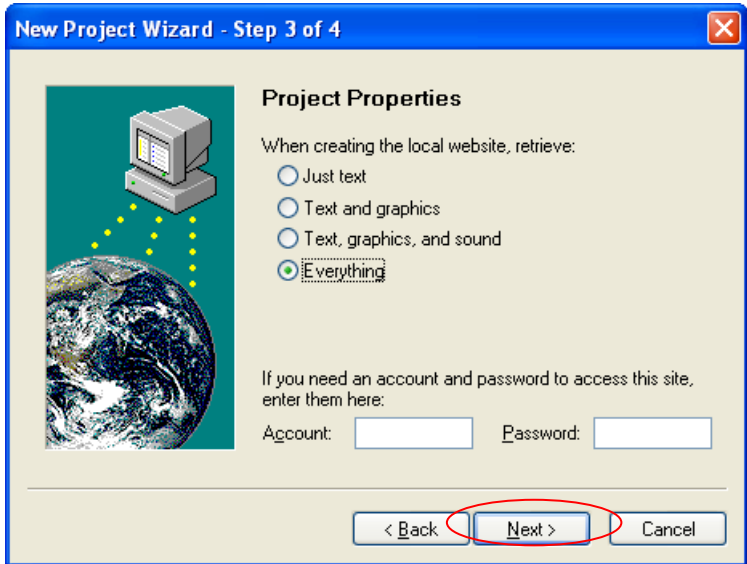 New Project Wizard - Step 3 of 4
Project Properties
When creating the local website, retrieve:
Just text
Text and graphics
Text, graphics, and sound
Everything
If you need an account and password to access this site,
enter them here:
Account: Password:
< Back Next > Cancel